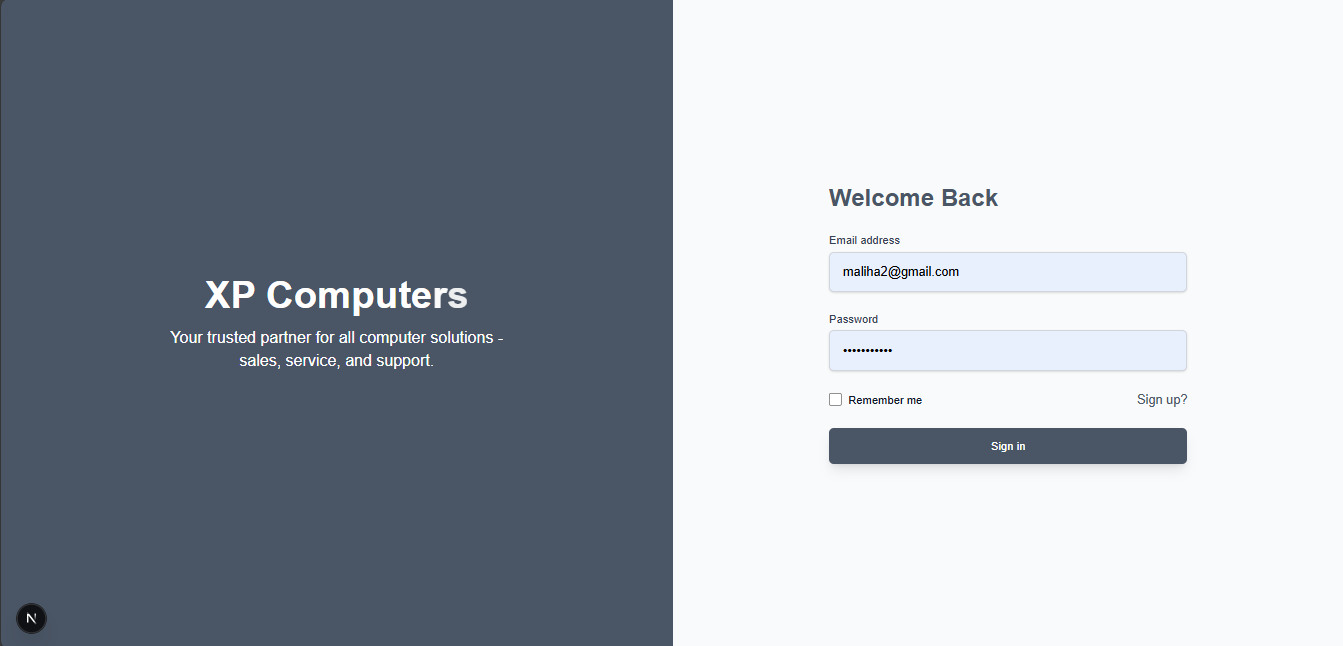 XP Computers
Your trusted partner for all computer solutions -
sales, service, and support.
N
Welcome Back
Email address
maliha2@gmail.com
Password
•••••••••••
Remember me
Sign up?
Sign in